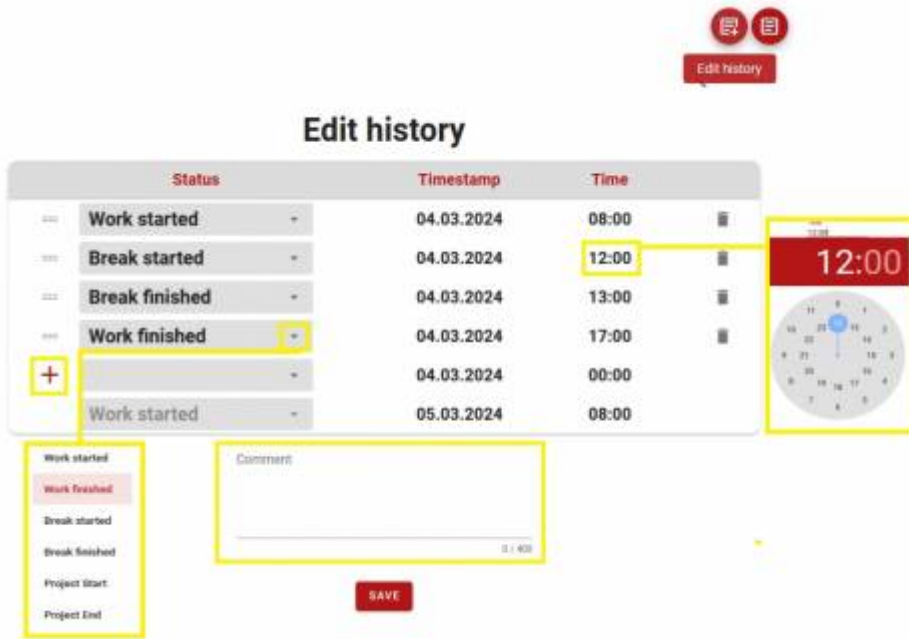 Edit history
Edit history
Status Timestamp Time
Work started 04.03.2024 08:00
Break started 04.03.2024 12:00
Break finished 04.03.2024 13:00
Work finished 04.03.2024 17:00
+ 04.03.2024 00:00
Work started 05.03.2024 08:00
12:00
Work started
Work finished
Break started
Break finished
Project Start
Project End
Comment
0 / 400
SAVE